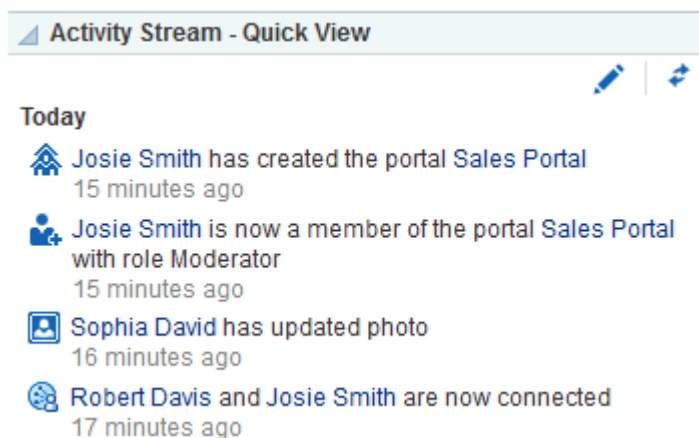 Activity Stream - Quick View
Today
Josie Smith has created the portal Sales Portal
15 minutes ago
Josie Smith is now a member of the portal Sales Portal
with role Moderator
15 minutes ago
Sophia David has updated photo
16 minutes ago
Robert Davis and Josie Smith are now connected
17 minutes ago